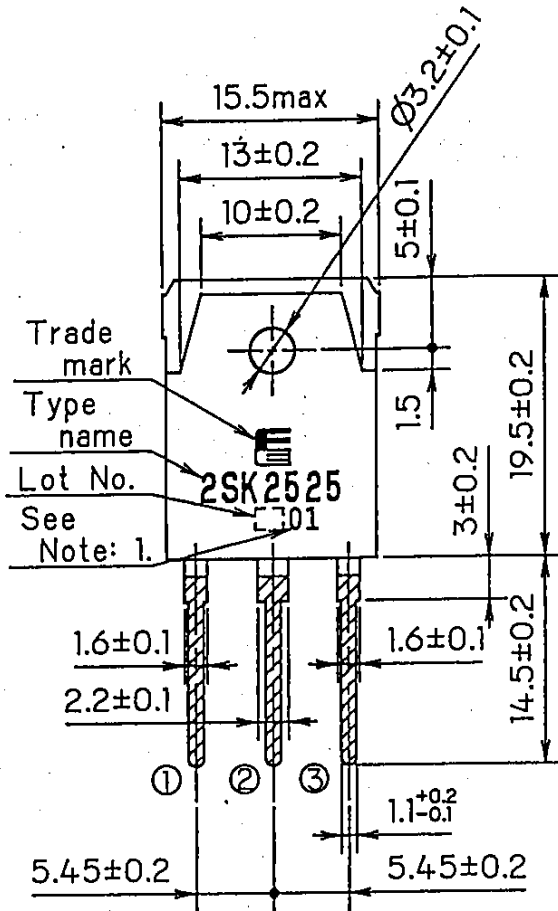 15.5max
Ø3.2±0.1
13±0.2
10±0.2
5±0.1
Trade
mark
1.5
19.5±0.2
Type
name
2SK2525
Lot No.
01
3±0.2
See
Note: 1.
1.6±0.1
1.6±0.1
14.5±0.2
2.2±0.1
① ② ③
1.1+0.2-0.1
5.45±0.2
5.45±0.2